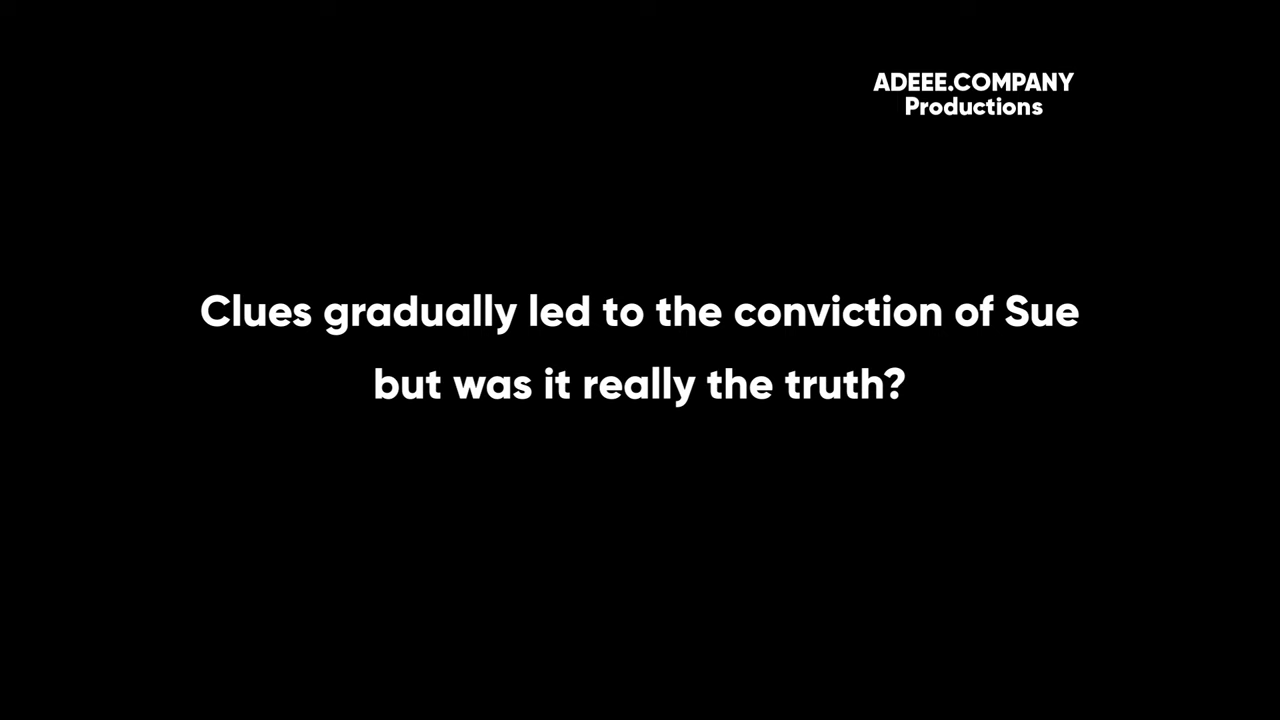 ADEEE.COMPANY
Productions
Clues gradually led to the conviction of Sue
but was it really the truth?